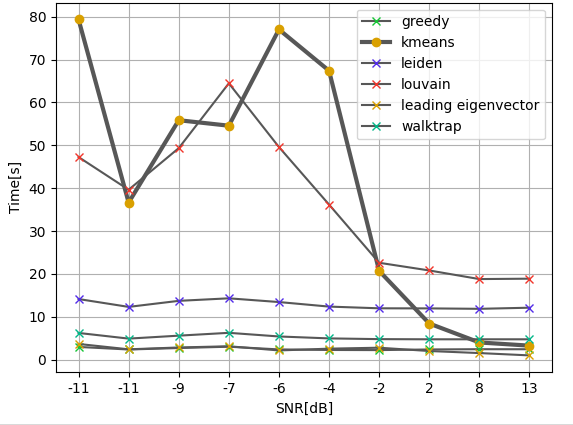 80
70
60
50
40
30
20
10
0
Time[s]
greedy
kmeans
leiden
louvain
leading eigenvector
walktrap
-11 -11 -9 -7 -6 -4 -2 2 8 13
SNR[dB]